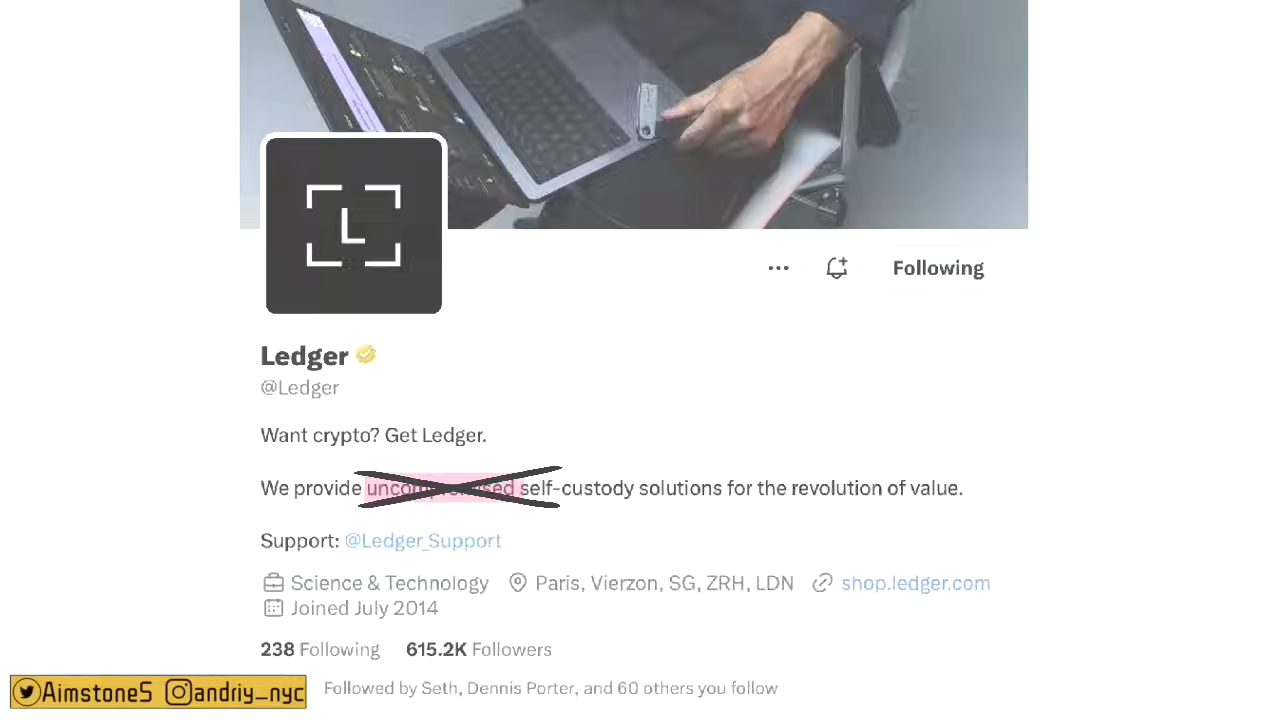 L
Following
Ledger
@Ledger
Want crypto? Get Ledger.
We provide uncompromised self-custody solutions for the revolution of value.
Support: @Ledger_Support
Science & Technology Paris, Vierzon, SG, ZRH, LDN shop.ledger.com
Joined July 2014
238 Following 615.2K Followers
Followed by Seth, Dennis Porter, and 60 others you follow
Aimstone5 andriy_nyc